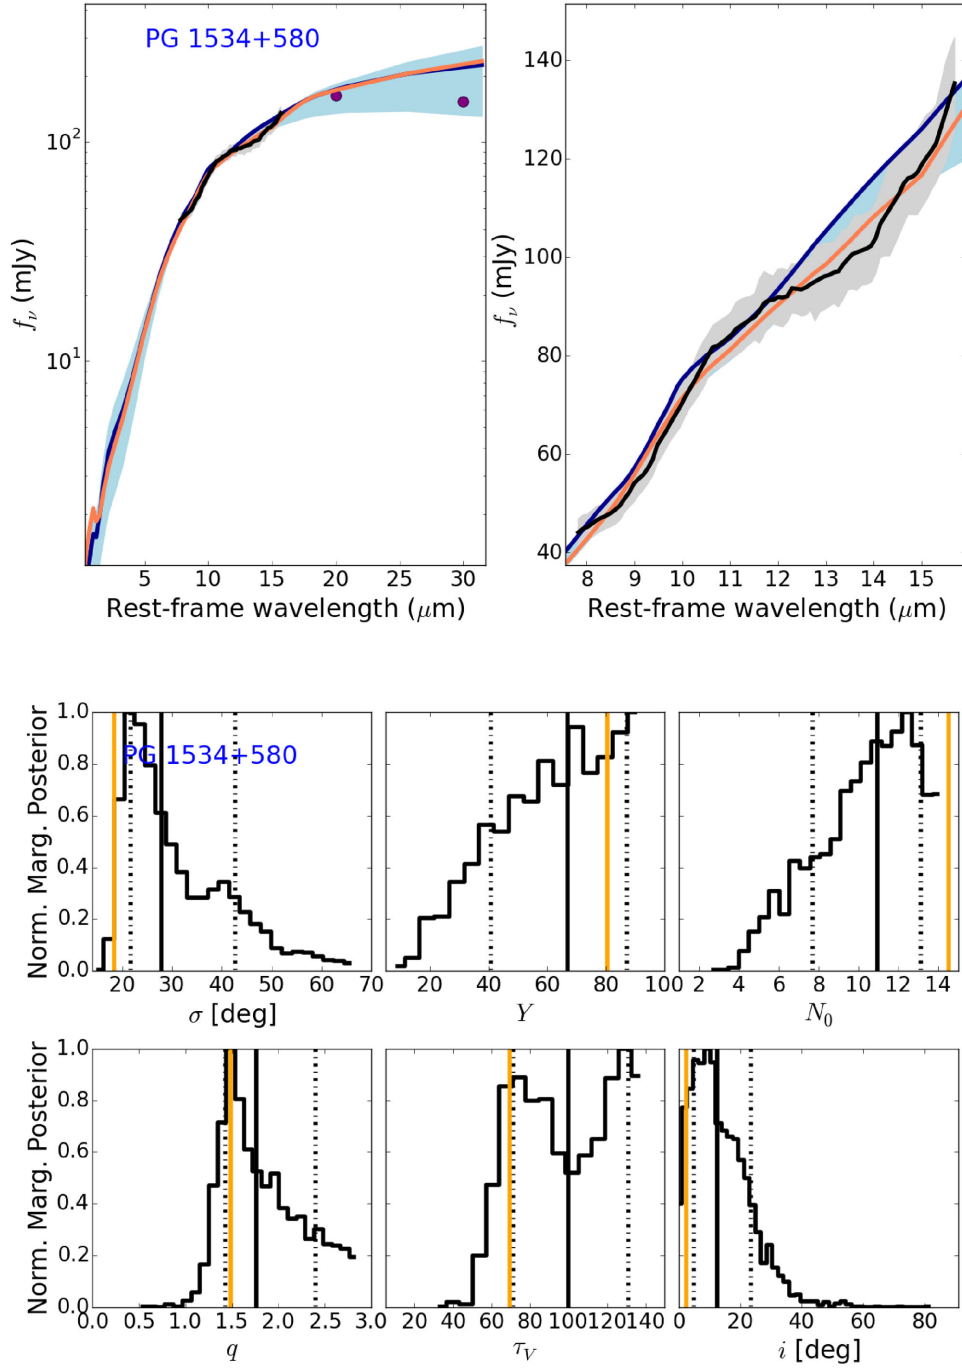 PG 1534+580
10²
10¹
f_ν (mJy)
5 10 15 20 25 30
Rest-frame wavelength (μm)
140
120
100
80
60
40
f_ν (mJy)
8 9 10 11 12 13 14 15
Rest-frame wavelength (μm)
Norm. Marg. Posterior
1.0
0.8
0.6
0.4
0.2
0.0
PG 1534+580
20 30 40 50 60 70
σ [deg]
20 40 60 80 100
Y
2 4 6 8 10 12 14
N₀
Norm. Marg. Posterior
1.0
0.8
0.6
0.4
0.2
0.0
0.0 0.5 1.0 1.5 2.0 2.5 3.0
q
20 40 60 80 100 120 140
τ_V
0 20 40 60 80
i [deg]